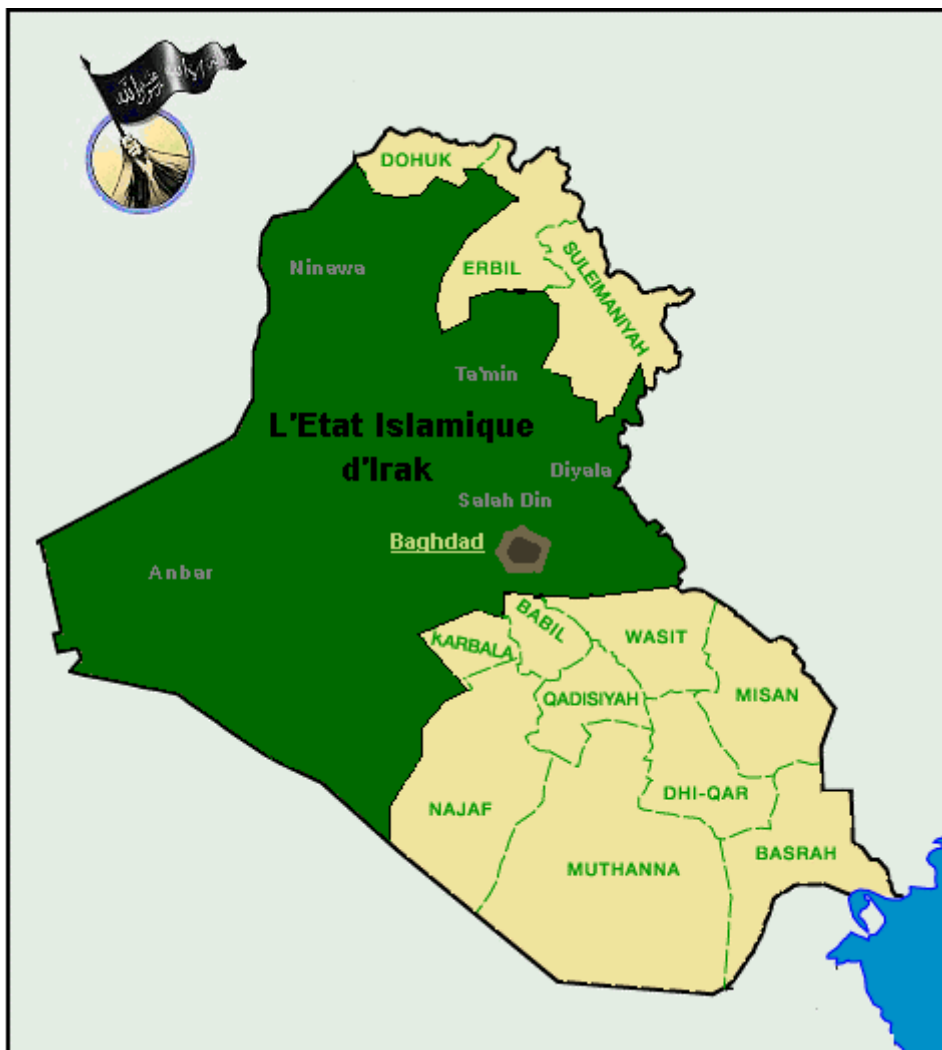 DOHUK
Ninawa
ERBIL
SULEIMANIYAH
Ta'min
L'Etat Islamique
d'Irak
Diyala
Salah Din
Baghdad
Anbar
BABIL
KARBALA
WASIT
QADISIYAH
MISAN
NAJAF
DHI-QAR
MUTHANNA
BASRAH